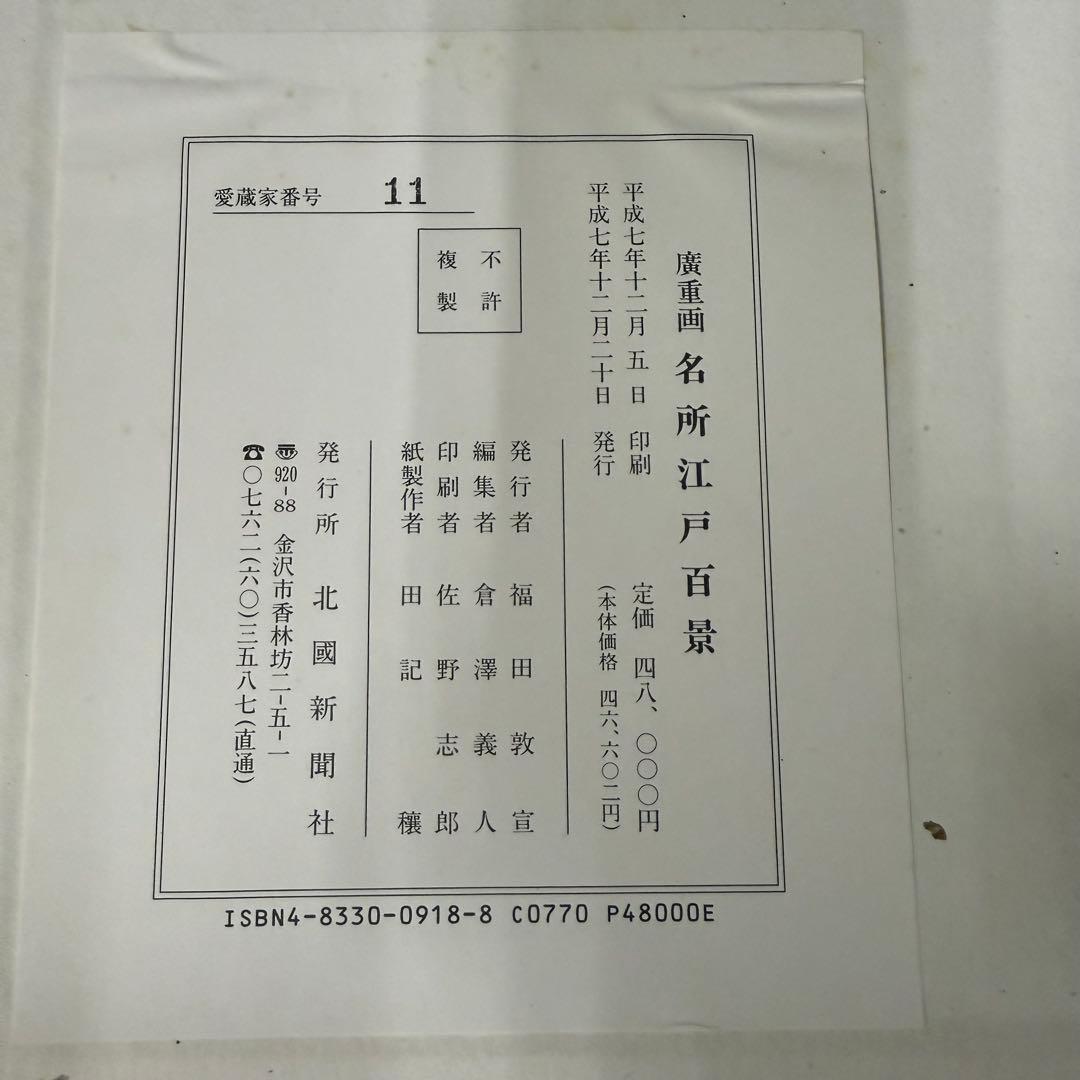 廣重画 名所江戸百景
平成七年十二月 五 日 印刷
平成七年十二月二十日 発行
定価 四八、〇〇〇円
(本体価格 四六、六〇二円)
発行者 福田敦宣
編集者 倉澤義人
印刷者 佐野志郎
紙製作者 田記穰
発行所 北國新聞社
〠920-88 金沢市香林坊二-五-一
☎〇七六二(六〇)三五八七(直通)
不許
複製
愛蔵家番号 11
ISBN4-8330-0918-8 C0770 P48000E